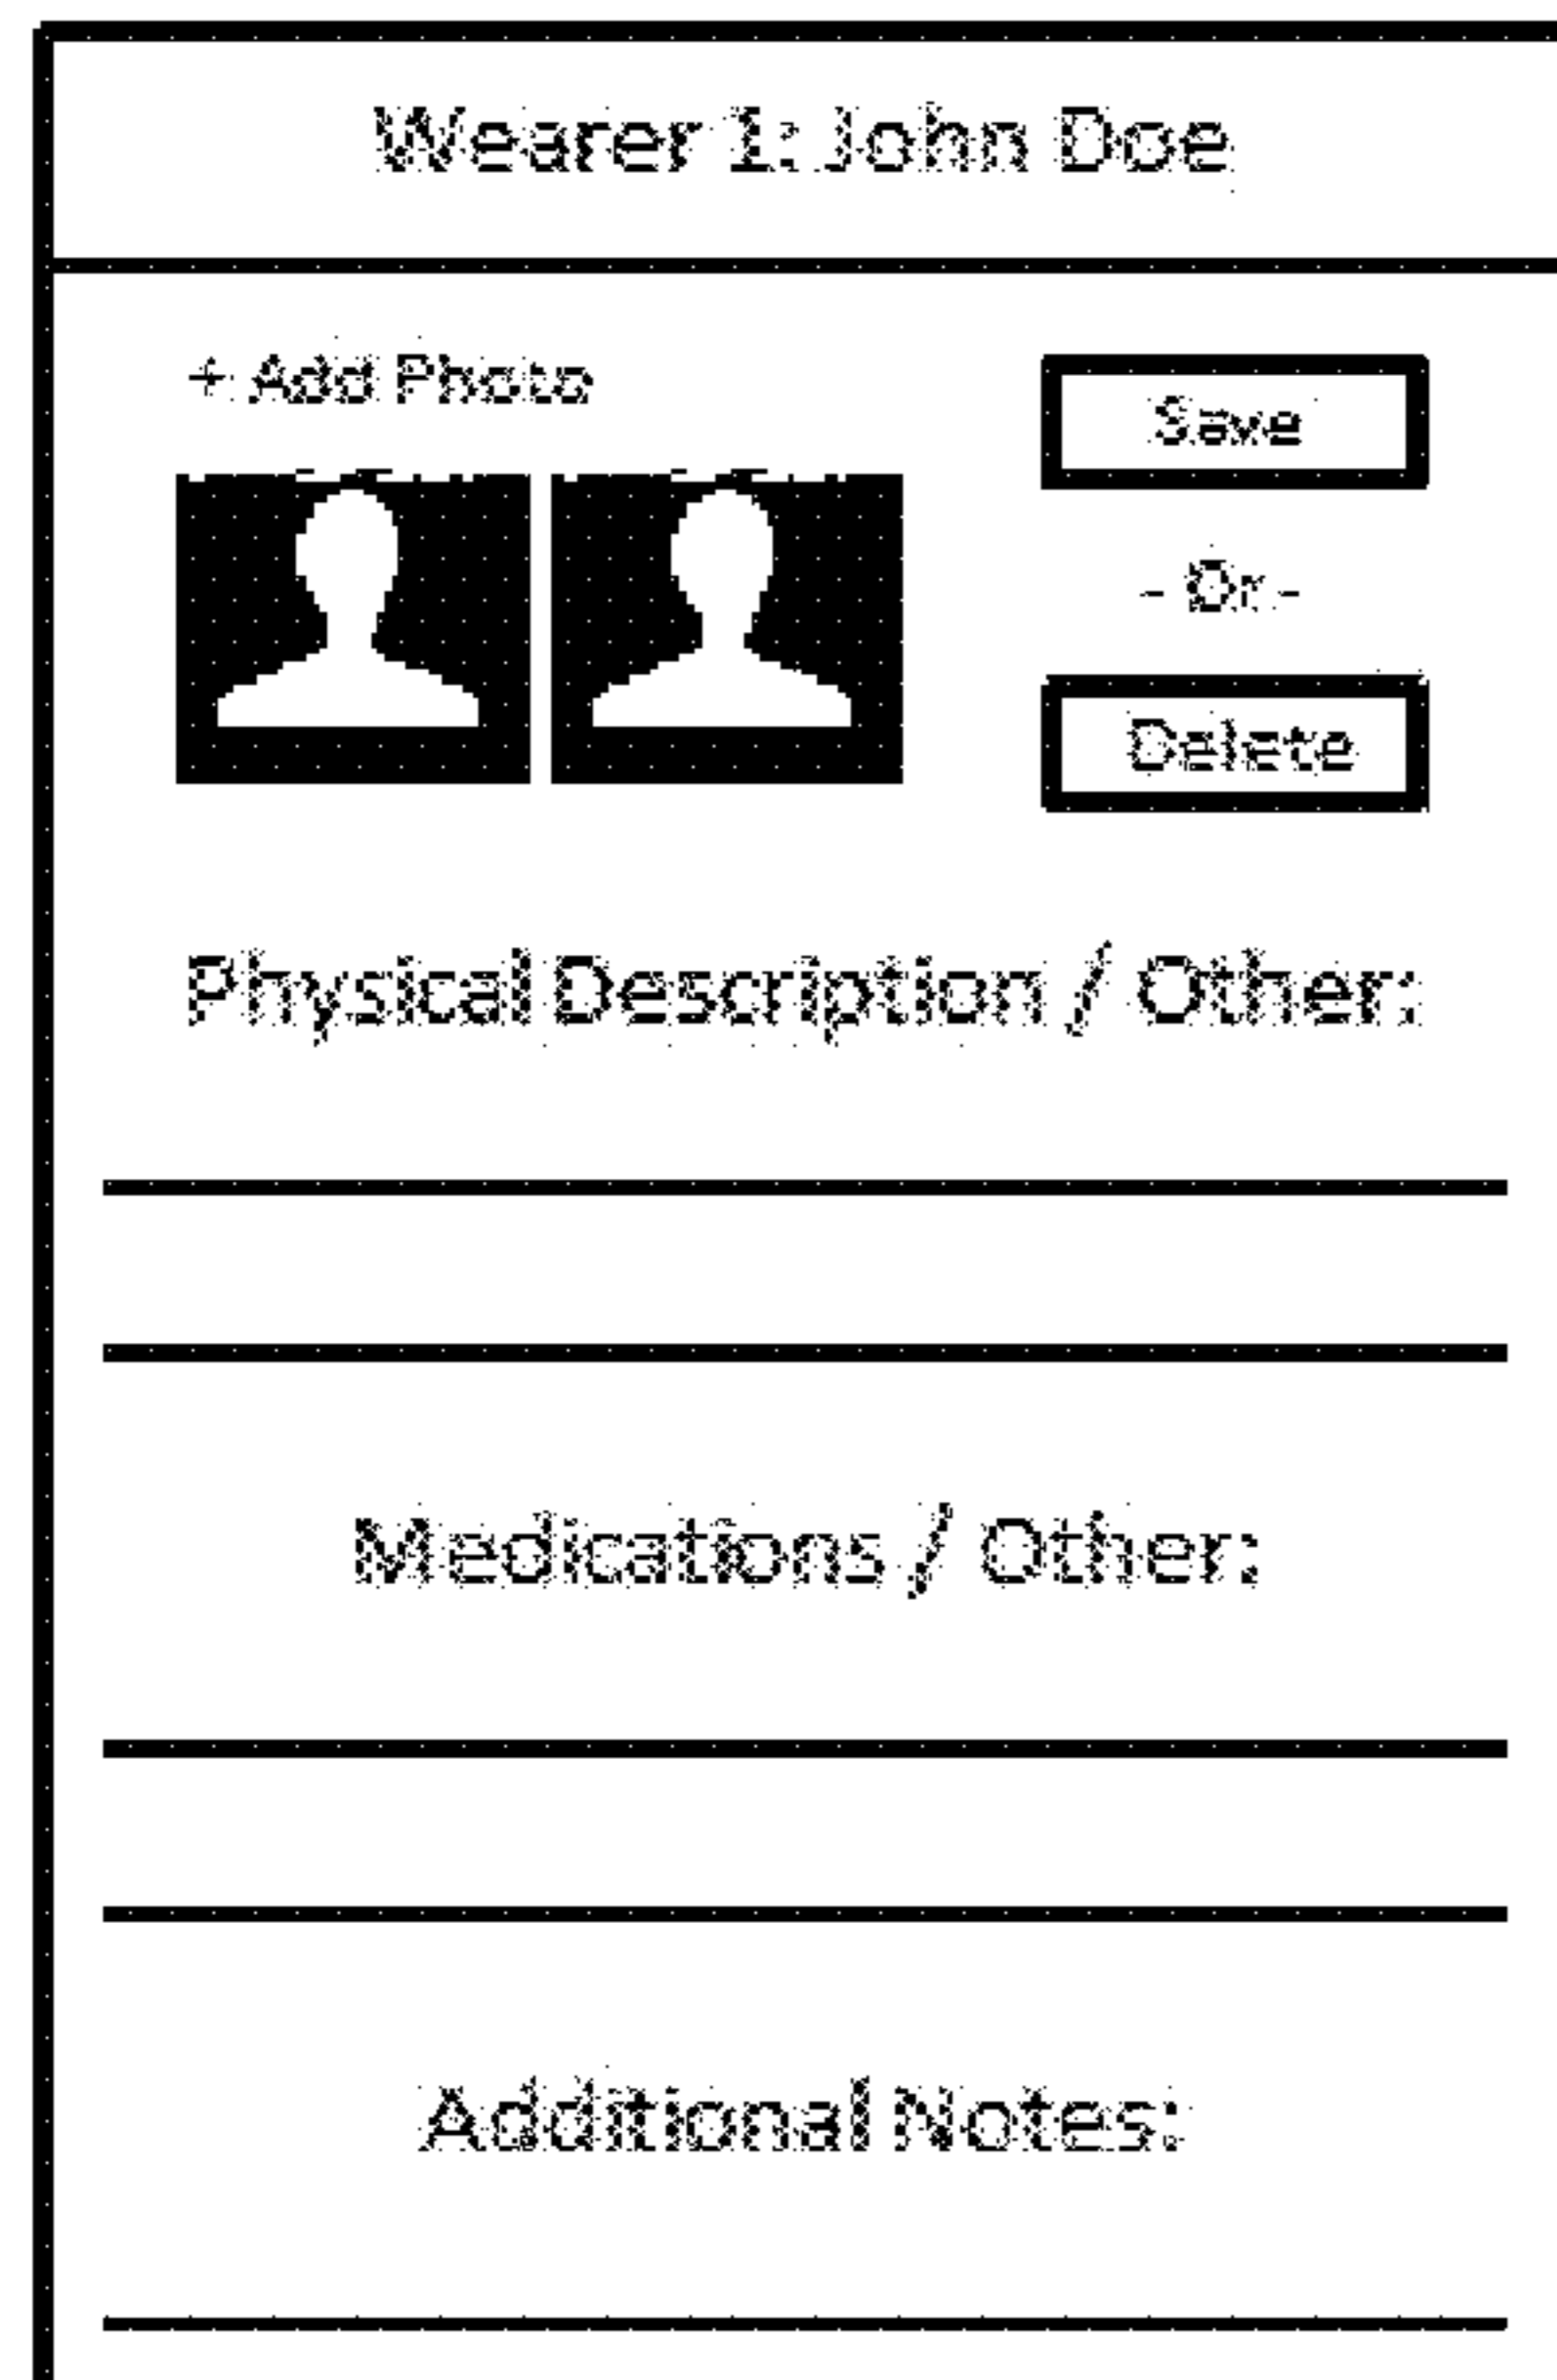 Wearer 1: John Doe
+ Add Photo
Save
- Or -
Delete
Physical Description / Other:
Medications / Other:
Additional Notes: